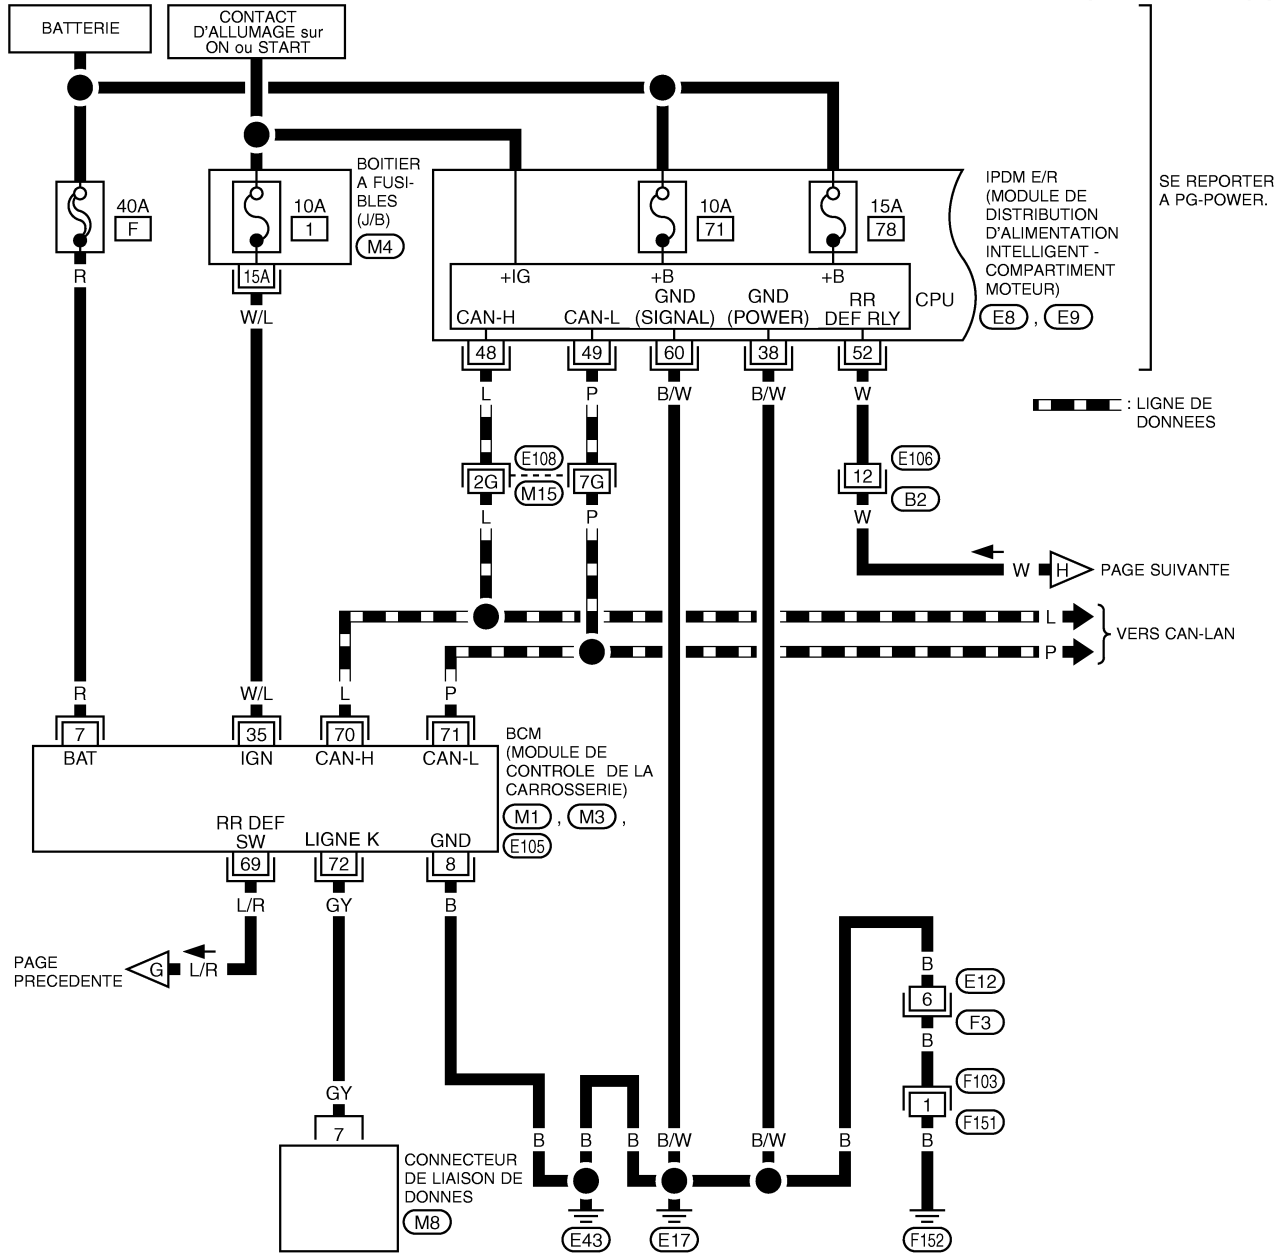 BATTERIE
CONTACT
D'ALLUMAGE sur
ON ou START
SE REPORTER
A PG-POWER.
40A
F
R
10A
1
15A
W/L
BOITIER
A FUSI-
BLES
(J/B)
M4
10A
71
15A
78
+IG
+B
+B
CAN-H
CAN-L
GND
(SIGNAL)
GND
(POWER)
RR
DEF RLY
CPU
IPDM E/R
(MODULE DE
DISTRIBUTION
D'ALIMENTATION
INTELLIGENT -
COMPARTIMENT
MOTEUR)
E8 , E9
48
49
60
38
52
L
P
B/W
B/W
W
: LIGNE DE
DONNEES
2G
E108
M15
7G
12
E106
B2
L
P
W
W
H
PAGE SUIVANTE
L
P
VERS CAN-LAN
R
W/L
L
P
7
35
70
71
BAT
IGN
CAN-H
CAN-L
BCM
(MODULE DE
CONTROLE DE LA
CARROSSERIE)
M1 , M3 ,
E105
RR DEF
SW
LIGNE K
GND
69
72
8
L/R
GY
B
PAGE
PRECEDENTE
G
L/R
GY
7
CONNECTEUR
DE LIAISON DE
DONNES
M8
B
6
E12
F3
B
F103
1
F151
B
B
B
B
B/W
B/W
B
E43
E17
F152